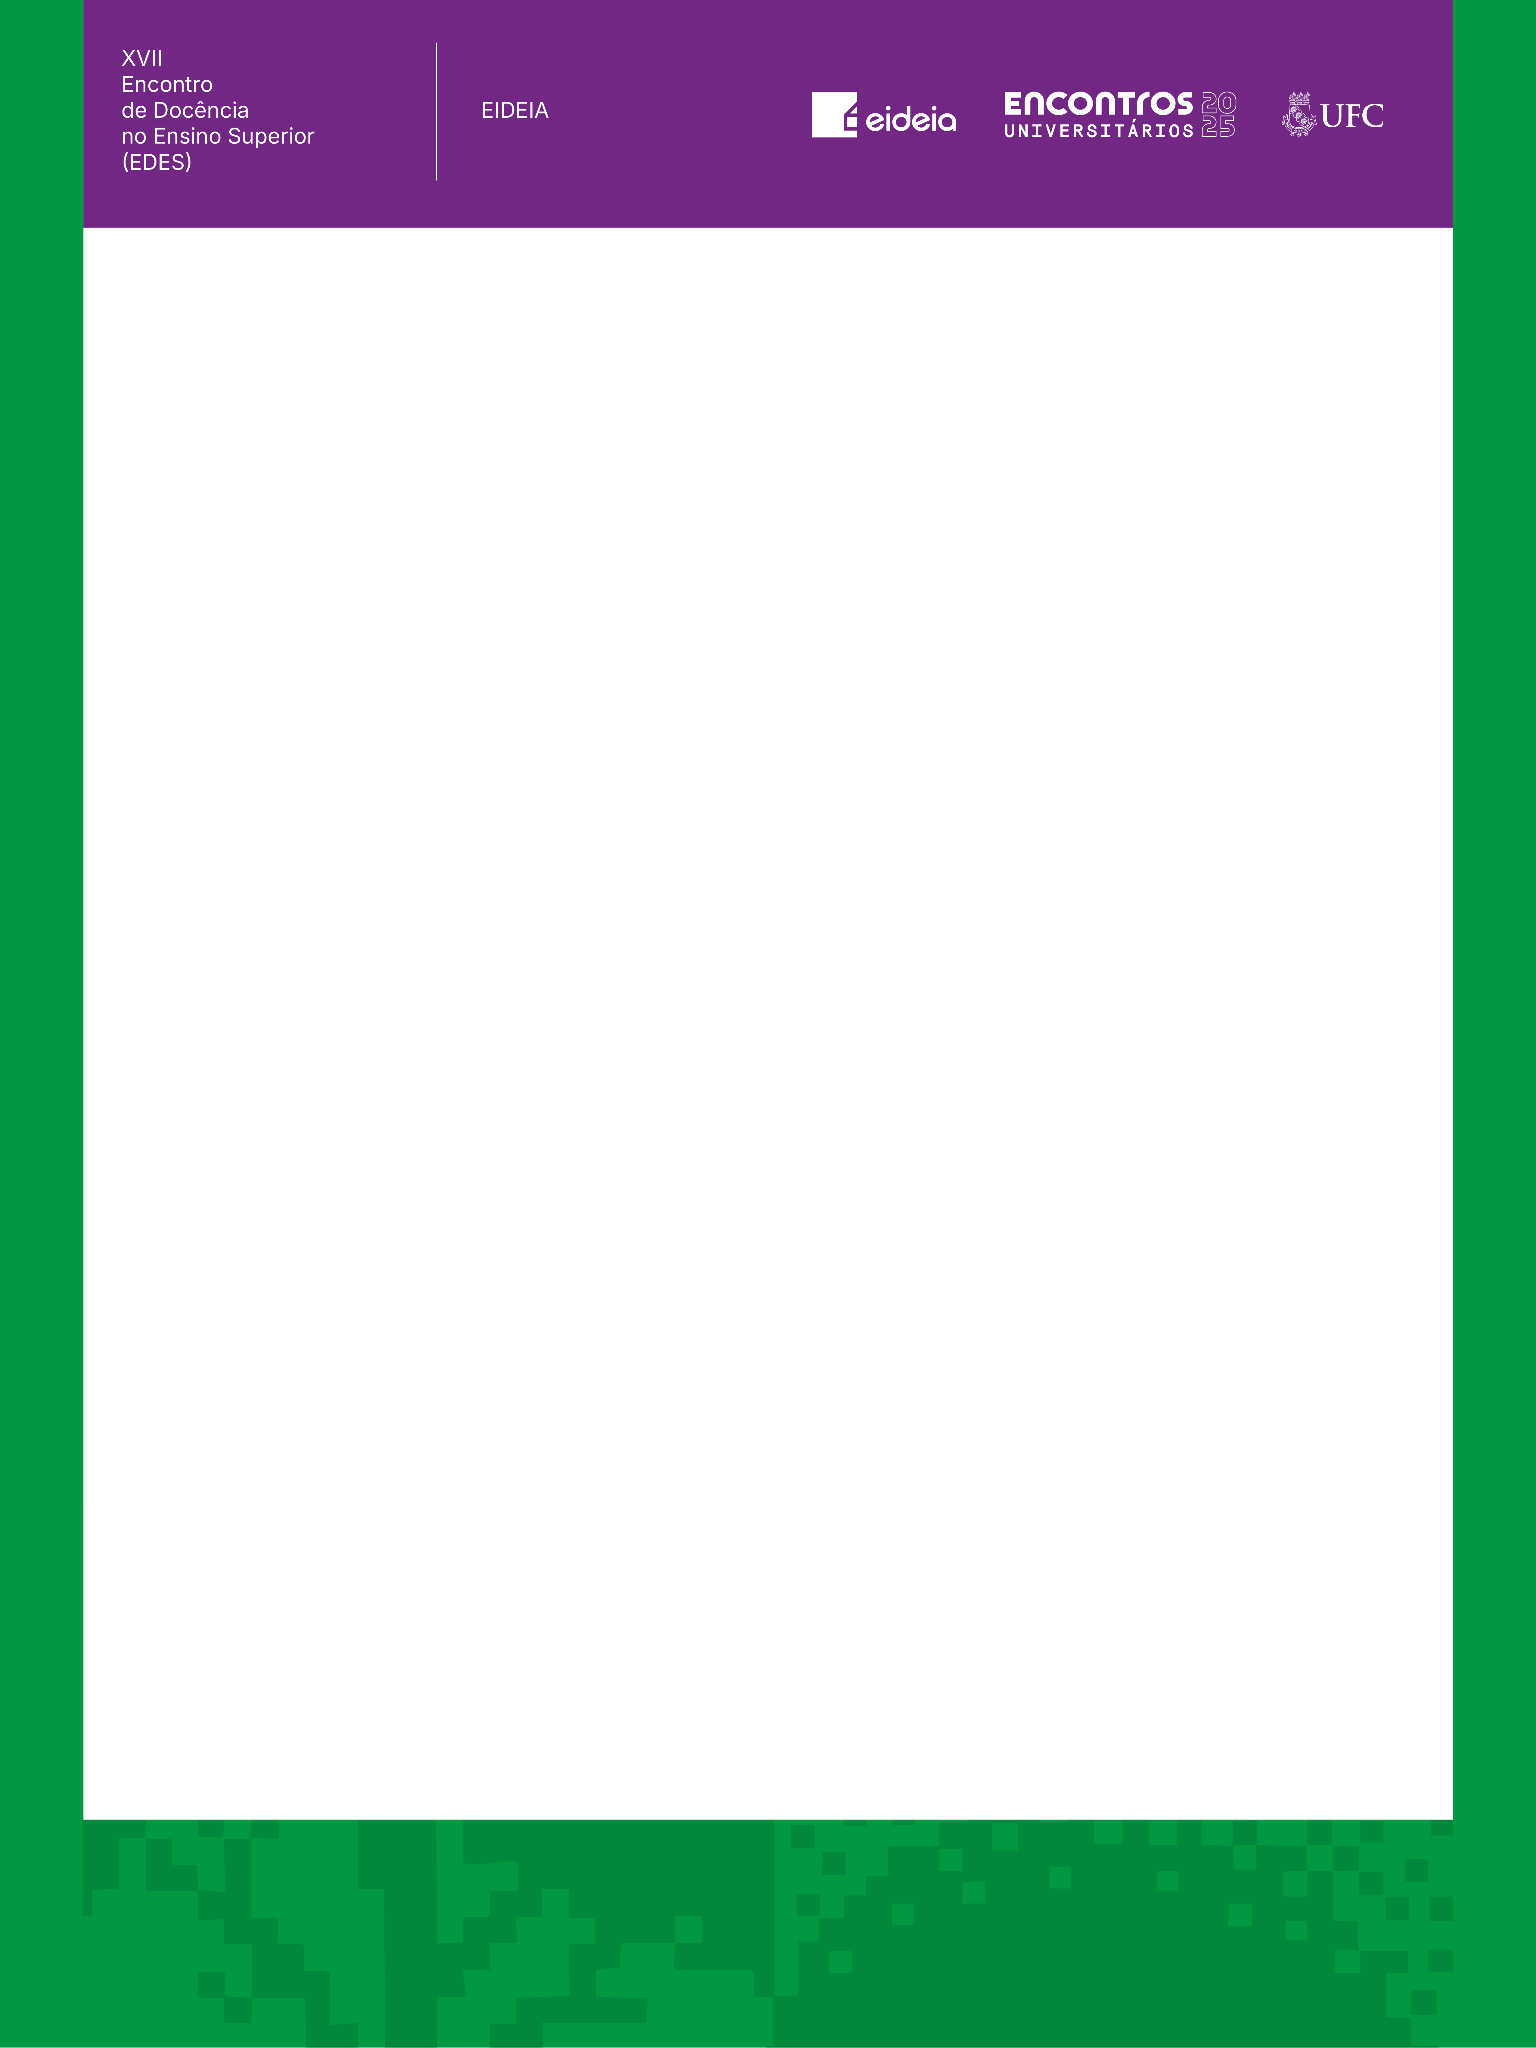 XVII
Encontro
de Docência
no Ensino Superior
(EDES)
EIDEIA
eideia
ENCONTROS
UNIVERSITÁRIOS
20
25
UFC